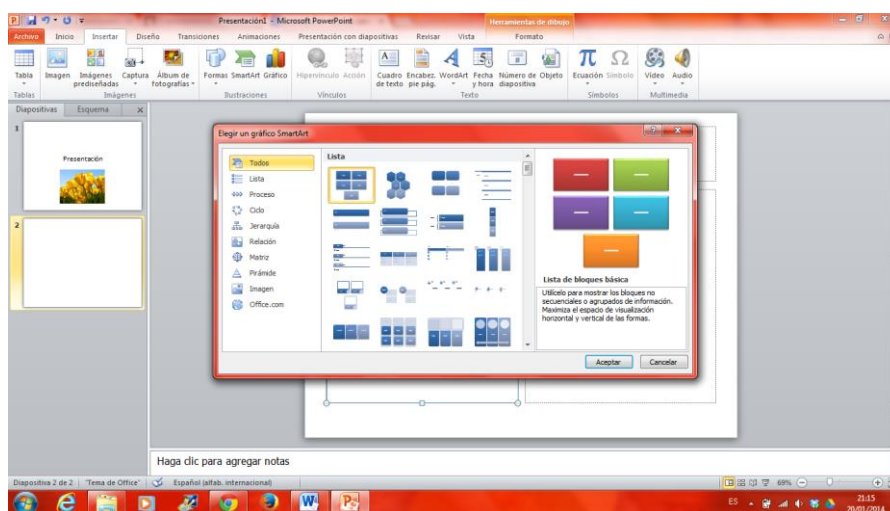 Presentación1 - Microsoft PowerPoint
Herramientas de dibujo
Archivo Inicio Insertar Diseño Transiciones Animaciones Presentación con diapositivas Revisar Vista Formato
Tabla Imagen Imágenes prediseñadas Captura Álbum de fotografías Formas SmartArt Gráfico Hipervínculo Acción Cuadro de texto Encabez. pie pág. WordArt Fecha y hora Número de diapositiva Objeto Ecuación Símbolo Vídeo Audio
Tablas Imágenes Ilustraciones Vínculos Texto Símbolos Multimedia
Diapositivas Esquema
1
Presentación
2
Elegir un gráfico SmartArt
Todos
Lista
Proceso
Ciclo
Jerarquía
Relación
Matriz
Pirámide
Imagen
Office.com
Lista
Lista de bloques básica
Utilícelo para mostrar los bloques no
secuenciales o agrupados de información.
Maximiza el espacio de visualización
horizontal y vertical de las formas.
Aceptar Cancelar
Haga clic para agregar notas
Diapositiva 2 de 2 "Tema de Office" Español (alfab. internacional) 69%
ES 21:15
20/01/2014